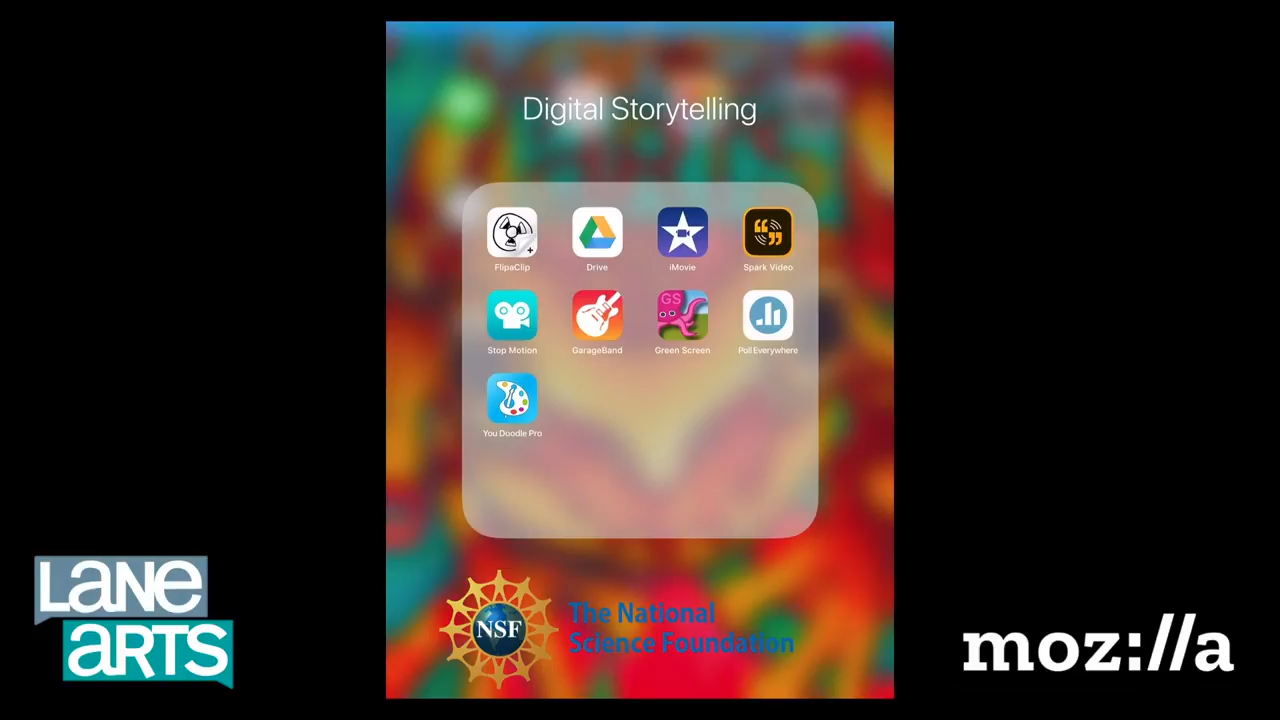 Digital Storytelling
FlipaClip
Drive
iMovie
Spark Video
GS
Stop Motion
GarageBand
Green Screen
Poll Everywhere
You Doodle Pro
LANE
ARTS
NSF
The National
Science Foundation
moz://a